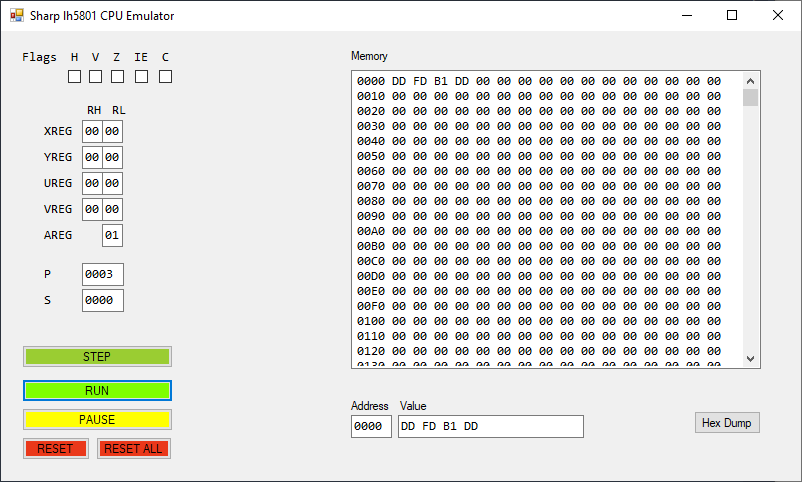 Sharp lh5801 CPU Emulator
Flags H V Z IE C
RH RL
XREG 00 00
YREG 00 00
UREG 00 00
VREG 00 00
AREG 01
P 0003
S 0000
STEP
RUN
PAUSE
RESET RESET ALL
Memory
0000 DD FD B1 DD 00 00 00 00 00 00 00 00 00 00 00 00
0010 00 00 00 00 00 00 00 00 00 00 00 00 00 00 00 00
0020 00 00 00 00 00 00 00 00 00 00 00 00 00 00 00 00
0030 00 00 00 00 00 00 00 00 00 00 00 00 00 00 00 00
0040 00 00 00 00 00 00 00 00 00 00 00 00 00 00 00 00
0050 00 00 00 00 00 00 00 00 00 00 00 00 00 00 00 00
0060 00 00 00 00 00 00 00 00 00 00 00 00 00 00 00 00
0070 00 00 00 00 00 00 00 00 00 00 00 00 00 00 00 00
0080 00 00 00 00 00 00 00 00 00 00 00 00 00 00 00 00
0090 00 00 00 00 00 00 00 00 00 00 00 00 00 00 00 00
00A0 00 00 00 00 00 00 00 00 00 00 00 00 00 00 00 00
00B0 00 00 00 00 00 00 00 00 00 00 00 00 00 00 00 00
00C0 00 00 00 00 00 00 00 00 00 00 00 00 00 00 00 00
00D0 00 00 00 00 00 00 00 00 00 00 00 00 00 00 00 00
00E0 00 00 00 00 00 00 00 00 00 00 00 00 00 00 00 00
00F0 00 00 00 00 00 00 00 00 00 00 00 00 00 00 00 00
0100 00 00 00 00 00 00 00 00 00 00 00 00 00 00 00 00
0110 00 00 00 00 00 00 00 00 00 00 00 00 00 00 00 00
0120 00 00 00 00 00 00 00 00 00 00 00 00 00 00 00 00
0130 00 00 00 00 00 00 00 00 00 00 00 00 00 00 00 00
Address Value
0000 DD FD B1 DD
Hex Dump